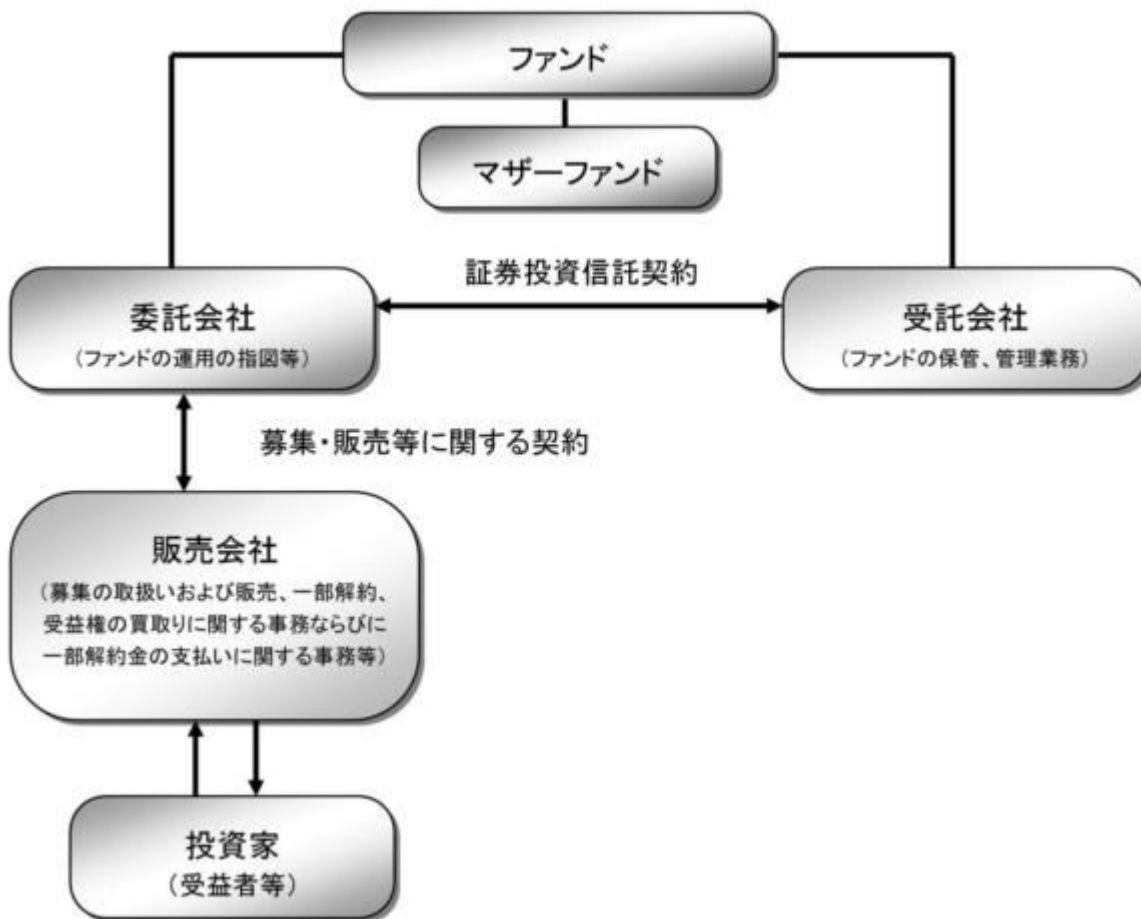 ファンド
マザーファンド
証券投資信託契約
委託会社
（ファンドの運用の指図等）
受託会社
（ファンドの保管、管理業務）
募集・販売等に関する契約
販売会社
（募集の取扱いおよび販売、一部解約、
受益権の買取りに関する事務ならびに
一部解約金の支払いに関する事務等）
投資家
（受益者等）